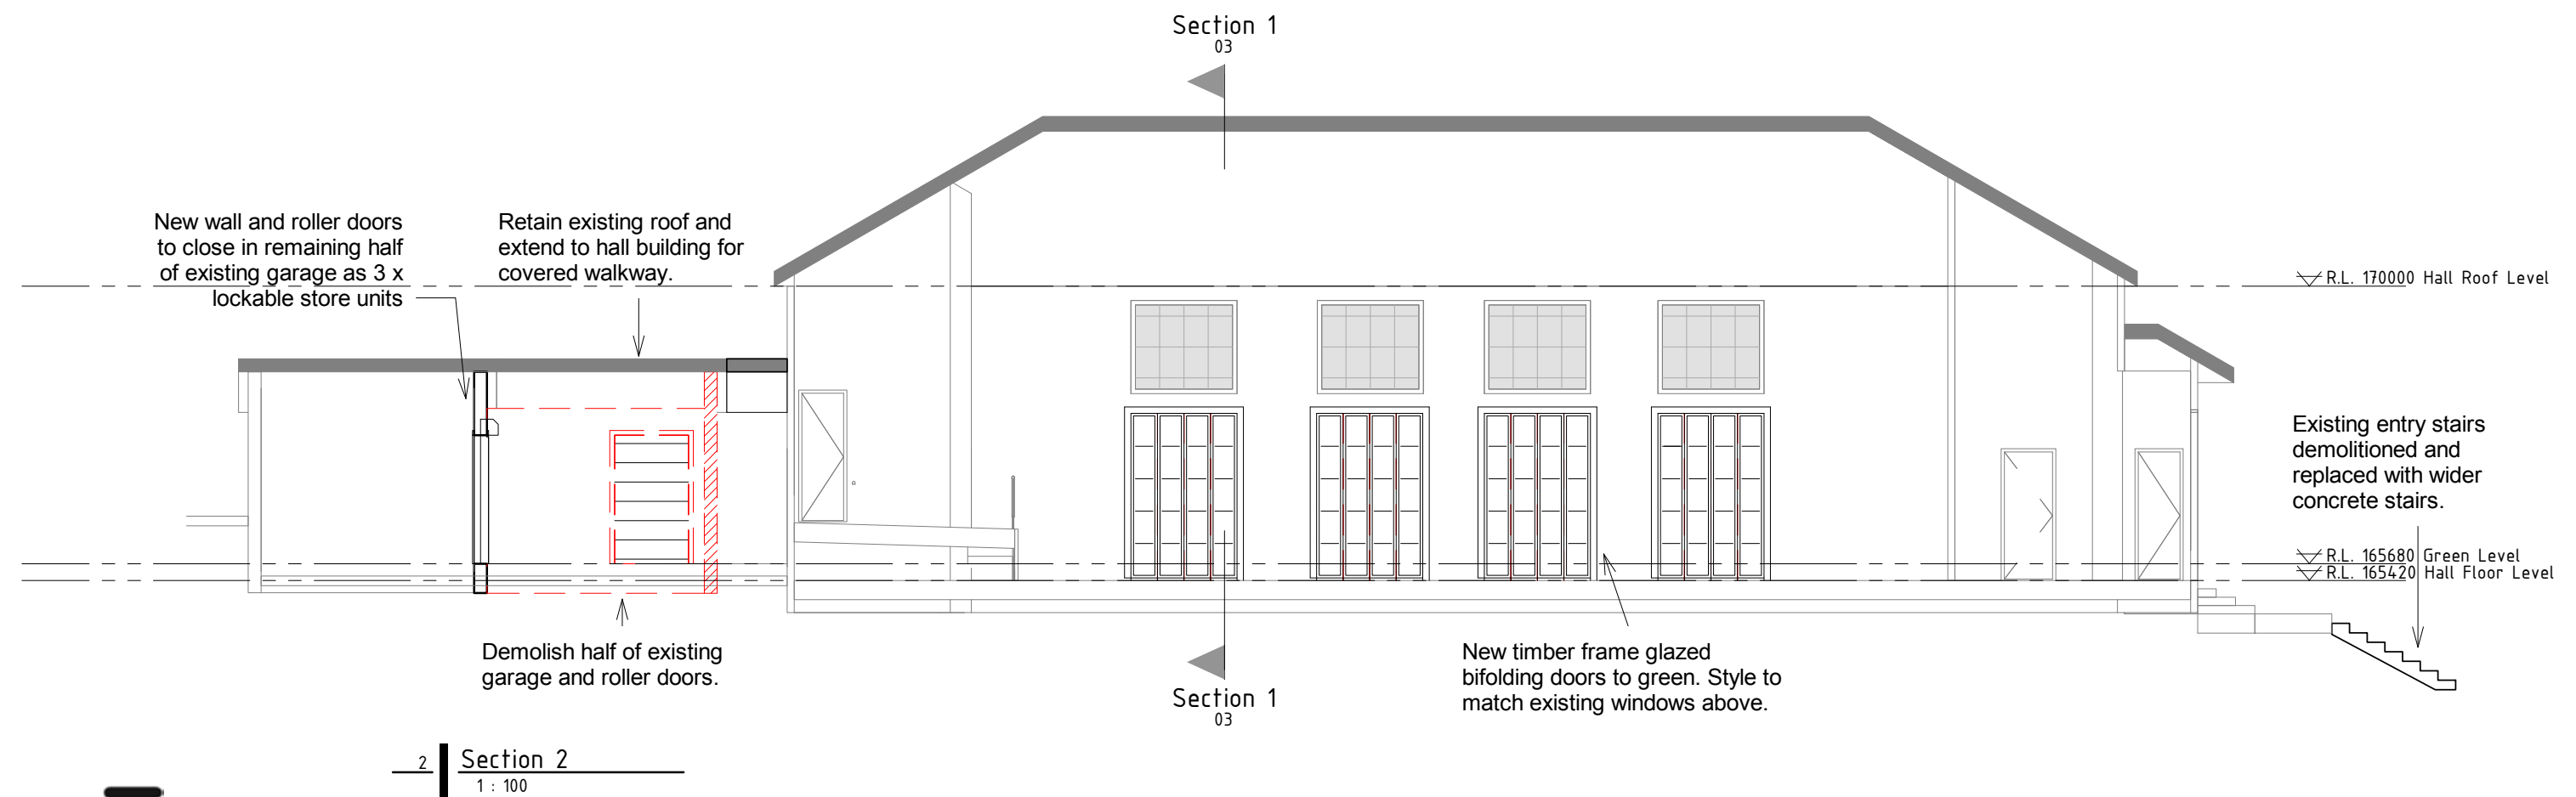 Section 1
03
New wall and roller doors
to close in remaining half
of existing garage as 3 x
lockable store units
Retain existing roof and
extend to hall building for
covered walkway.
R.L. 170000 Hall Roof Level
Existing entry stairs
demolitioned and
replaced with wider
concrete stairs.
R.L. 165680 Green Level
R.L. 165420 Hall Floor Level
Demolish half of existing
garage and roller doors.
New timber frame glazed
bifolding doors to green. Style to
match existing windows above.
Section 1
03
2 Section 2
1 : 100